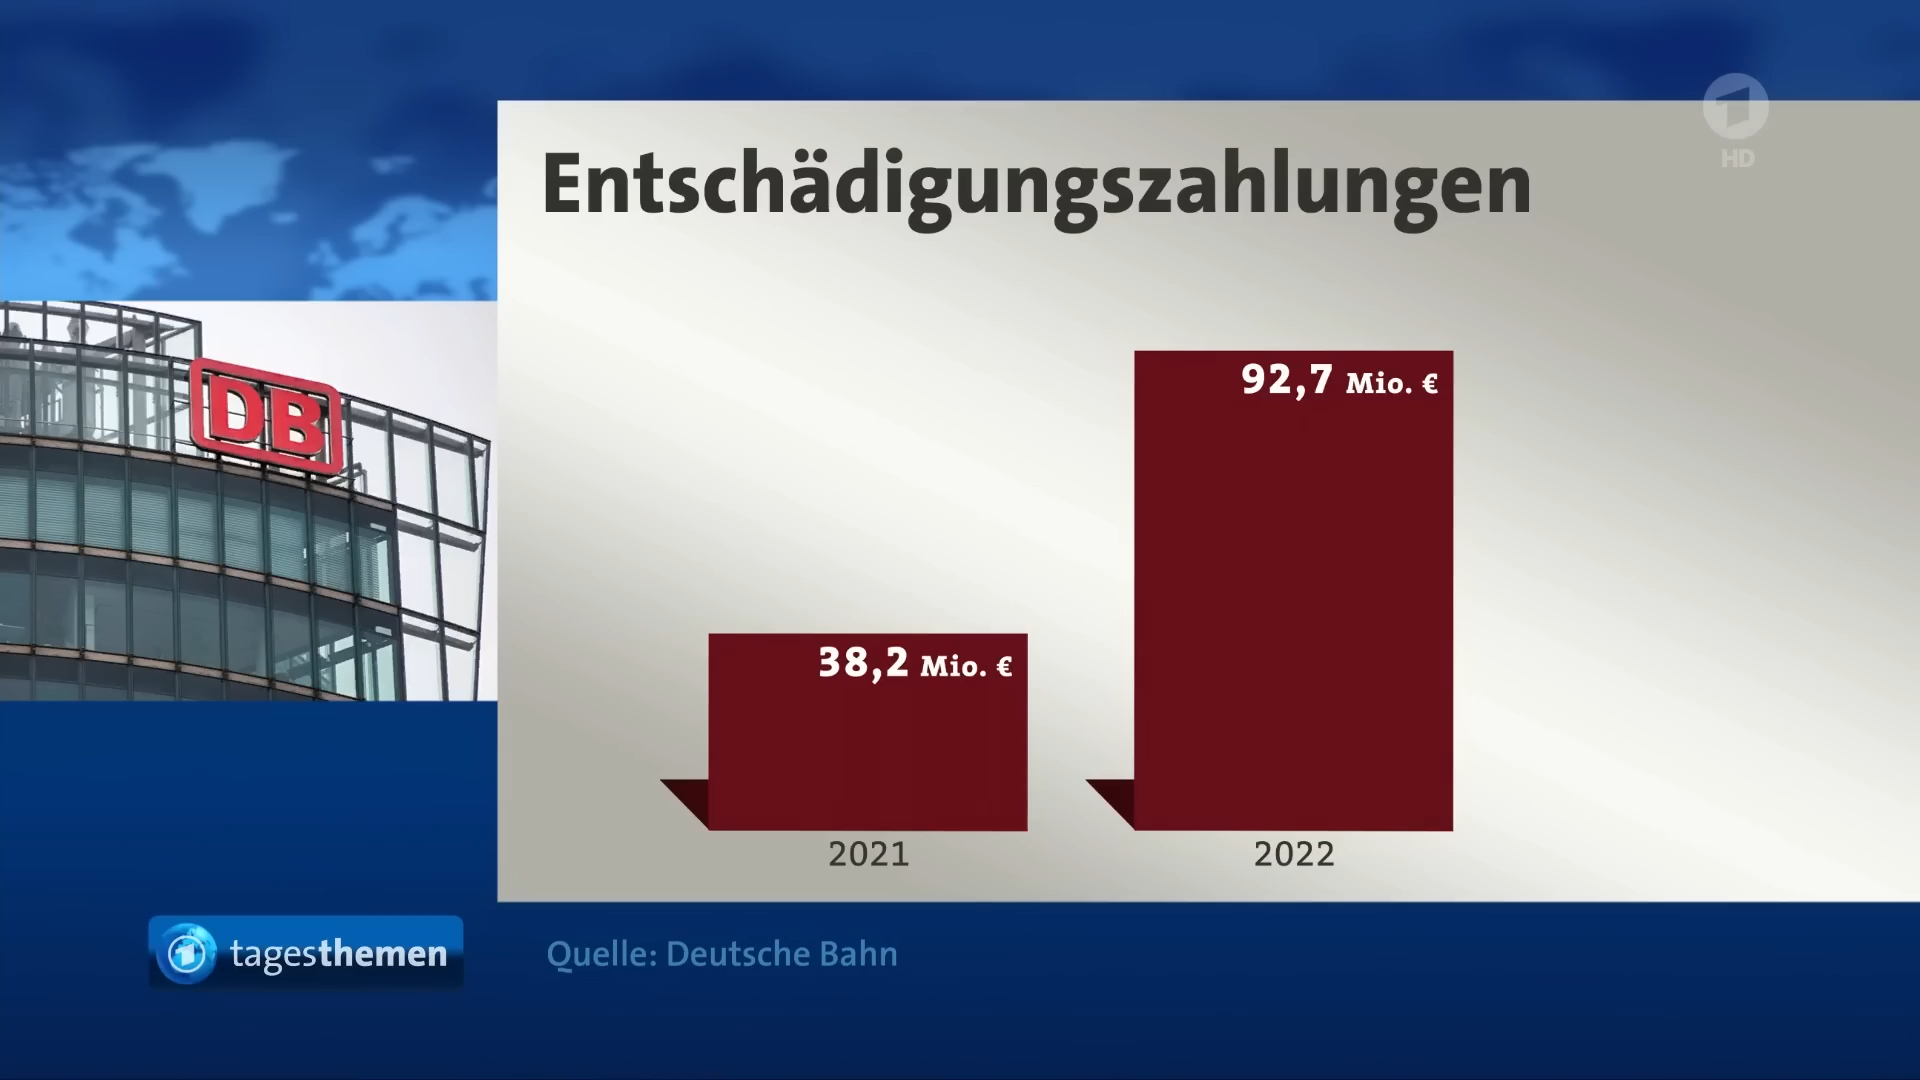 HD
Entschädigungszahlungen
DB
92,7 Mio. €
38,2 Mio. €
2021
2022
tagesthemen
Quelle: Deutsche Bahn